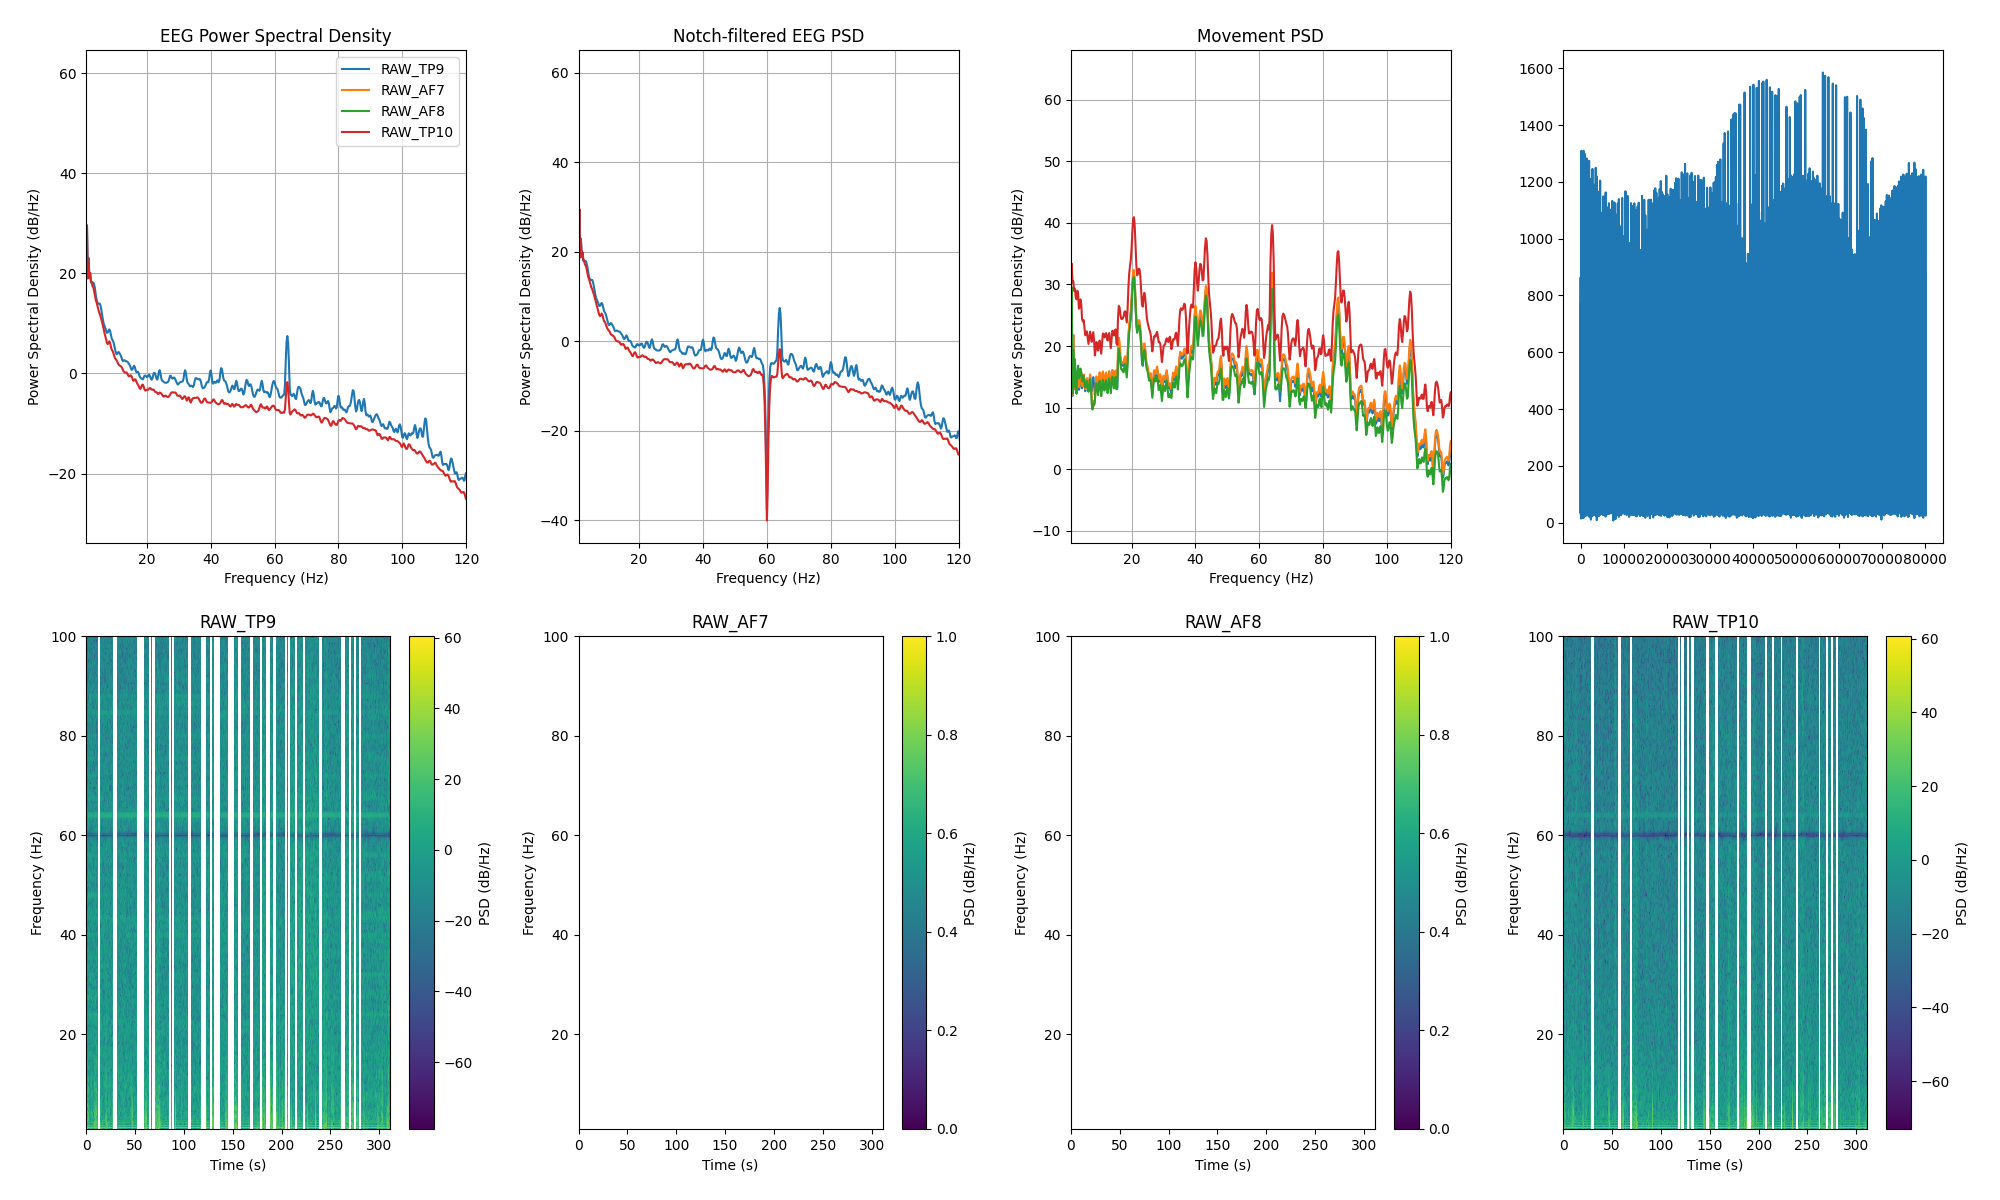 EEG Power Spectral Density
Power Spectral Density (dB/Hz)
60
40
20
0
−20
RAW_TP9
RAW_AF7
RAW_AF8
RAW_TP10
20 40 60 80 100 120
Frequency (Hz)
Notch-filtered EEG PSD
Power Spectral Density (dB/Hz)
60
40
20
0
−20
−40
20 40 60 80 100 120
Frequency (Hz)
Movement PSD
Power Spectral Density (dB/Hz)
60
50
40
30
20
10
0
−10
20 40 60 80 100 120
Frequency (Hz)
1600
1400
1200
1000
800
600
400
200
0
0 10000 20000 30000 40000 50000 60000 70000 80000
RAW_TP9
Frequency (Hz)
100
80
60
40
20
0 50 100 150 200 250 300
Time (s)
60
40
20
0
−20
−40
−60
PSD (dB/Hz)
RAW_AF7
Frequency (Hz)
100
80
60
40
20
0 50 100 150 200 250 300
Time (s)
1.0
0.8
0.6
0.4
0.2
0.0
PSD (dB/Hz)
RAW_AF8
Frequency (Hz)
100
80
60
40
20
0 50 100 150 200 250 300
Time (s)
1.0
0.8
0.6
0.4
0.2
0.0
PSD (dB/Hz)
RAW_TP10
Frequency (Hz)
100
80
60
40
20
0 50 100 150 200 250 300
Time (s)
60
40
20
0
−20
−40
−60
PSD (dB/Hz)